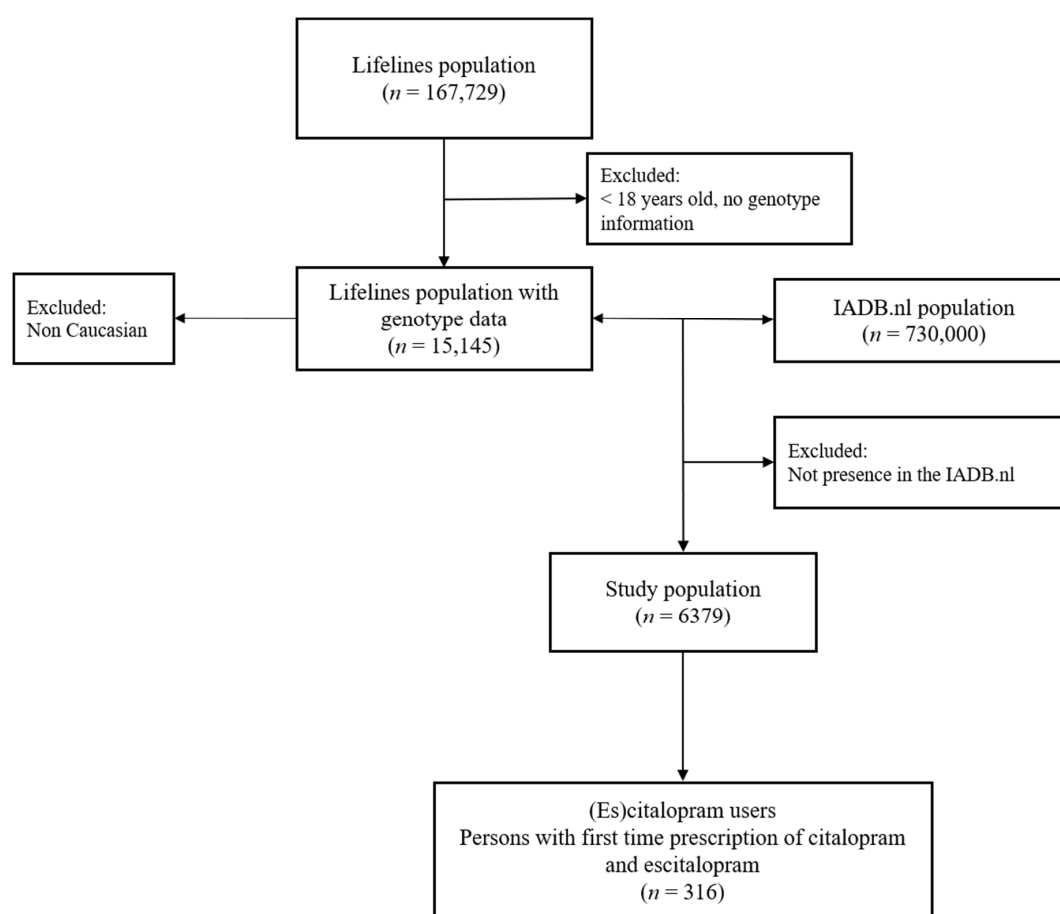 Lifelines population
(n = 167,729)
Excluded:
< 18 years old, no genotype
information
Excluded:
Non Caucasian
Lifelines population with
genotype data
(n = 15,145)
IADB.nl population
(n = 730,000)
Excluded:
Not presence in the IADB.nl
Study population
(n = 6379)
(Es)citalopram users
Persons with first time prescription of citalopram
and escitalopram
(n = 316)